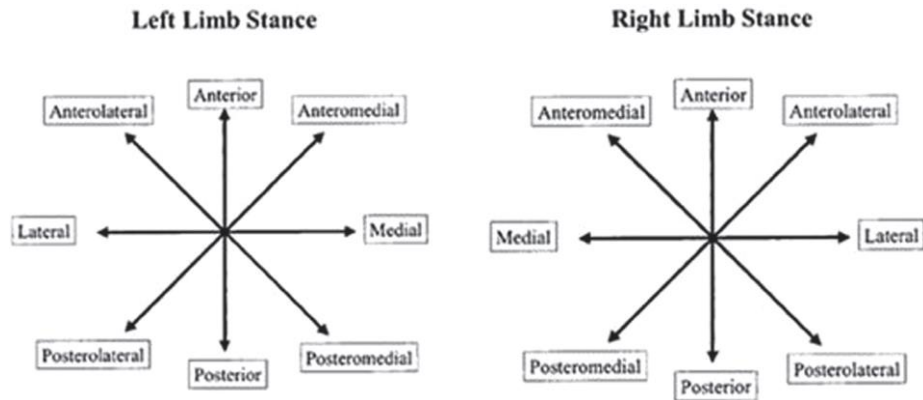 Left Limb Stance
Right Limb Stance
Anterolateral
Anterior
Anteromedial
Lateral
Medial
Posterolateral
Posterior
Posteromedial
Anteromedial
Anterior
Anterolateral
Medial
Lateral
Posteromedial
Posterior
Posterolateral